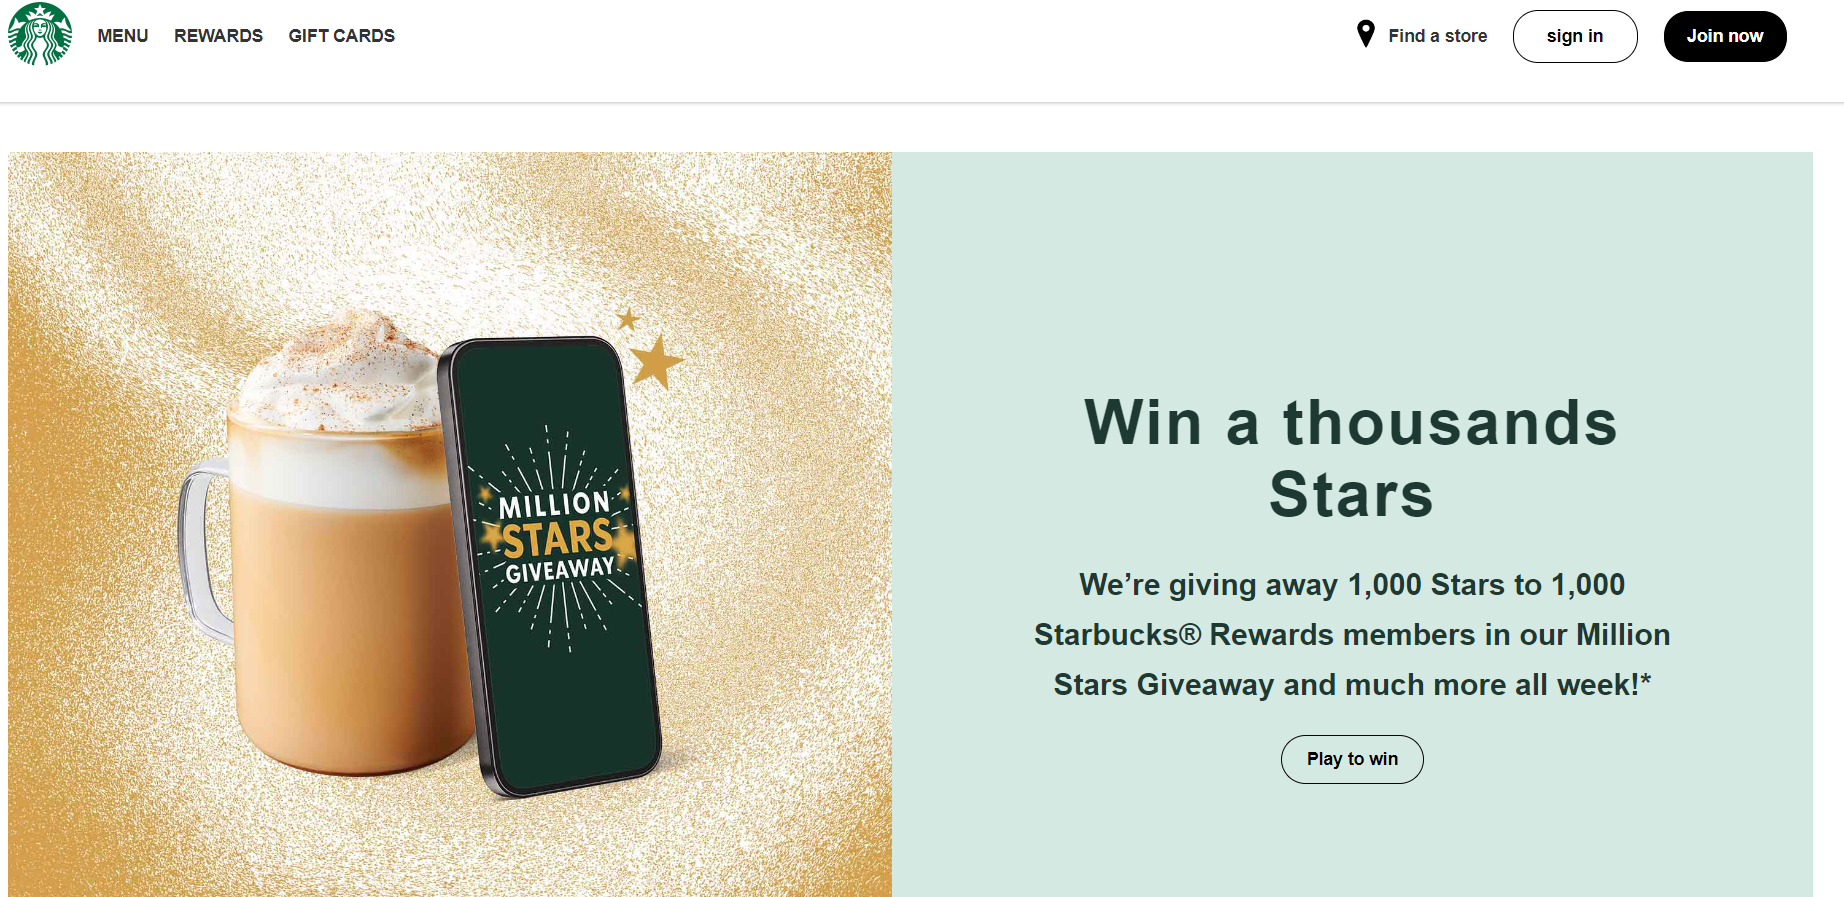 MENU REWARDS GIFT CARDS Find a store sign in Join now
MILLION
STARS
GIVEAWAY
Win a thousands
Stars
We’re giving away 1,000 Stars to 1,000
Starbucks® Rewards members in our Million
Stars Giveaway and much more all week!*
Play to win